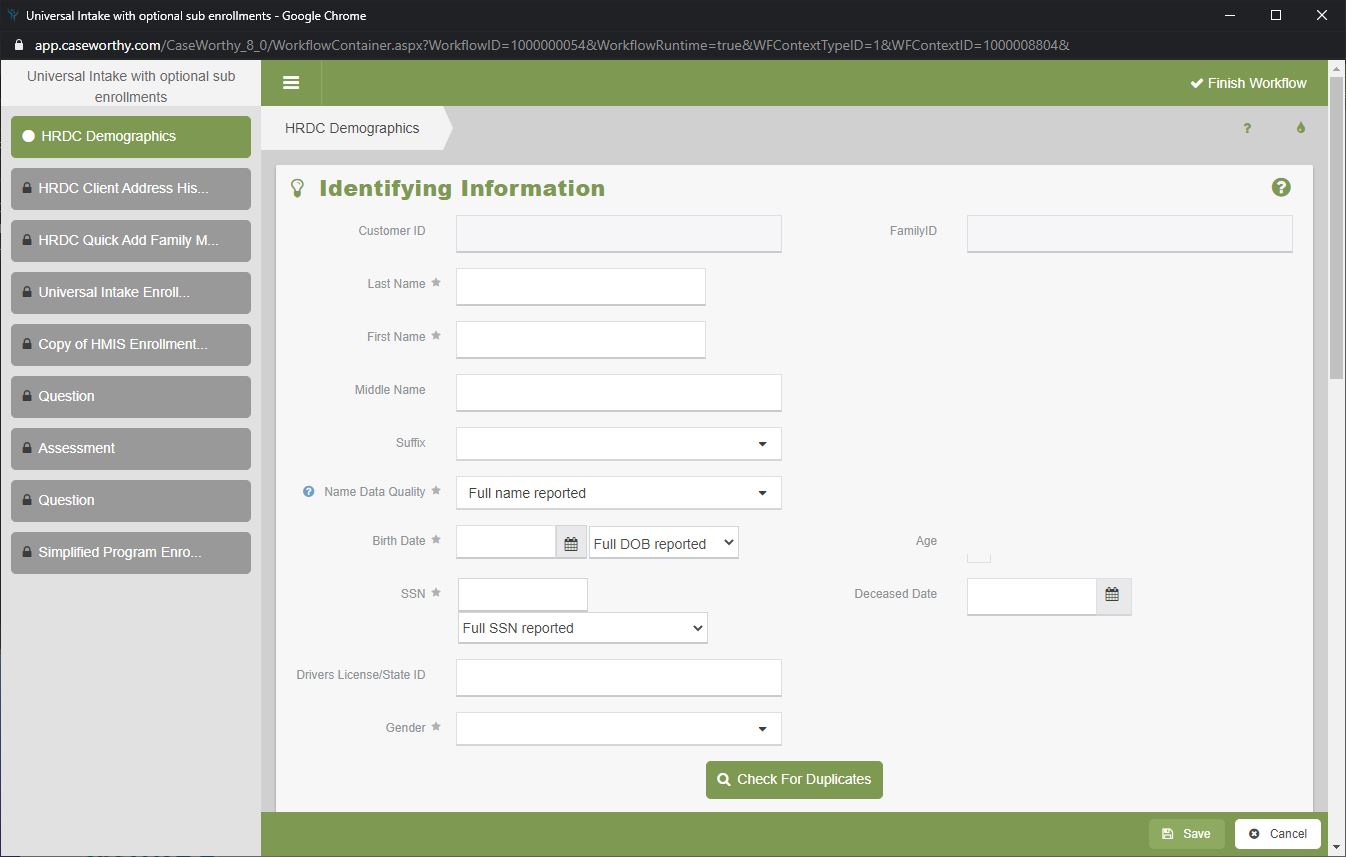 Universal Intake with optional sub enrollments - Google Chrome
app.caseworthy.com/CaseWorthy_8_0/WorkflowContainer.aspx?WorkflowID=1000000054&WorkflowRuntime=true&WFContextTypeID=1&WFContextID=1000008804&
Universal Intake with optional sub
enrollments
Finish Workflow
HRDC Demographics
HRDC Client Address His...
HRDC Quick Add Family M...
Universal Intake Enroll...
Copy of HMIS Enrollment...
Question
Assessment
Question
Simplified Program Enro...
HRDC Demographics
?
Identifying Information
?
Customer ID
FamilyID
Last Name
First Name
Middle Name
Suffix
? Name Data Quality Full name reported
Birth Date Full DOB reported
Age
SSN
Full SSN reported
Deceased Date
Drivers License/State ID
Gender
Check For Duplicates
Save
Cancel